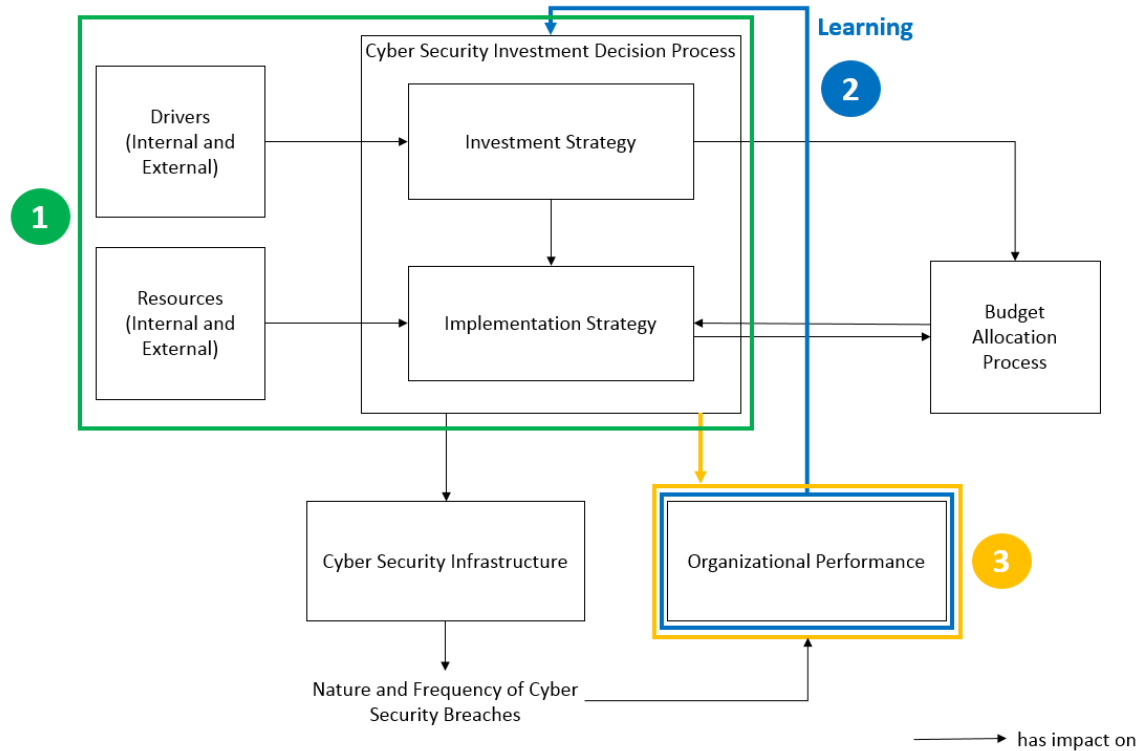 Learning
Cyber Security Investment Decision Process
2
Drivers
(Internal and
External)
Investment Strategy
1
Resources
(Internal and
External)
Implementation Strategy
Budget
Allocation
Process
Cyber Security Infrastructure
Organizational Performance
3
Nature and Frequency of Cyber
Security Breaches
has impact on